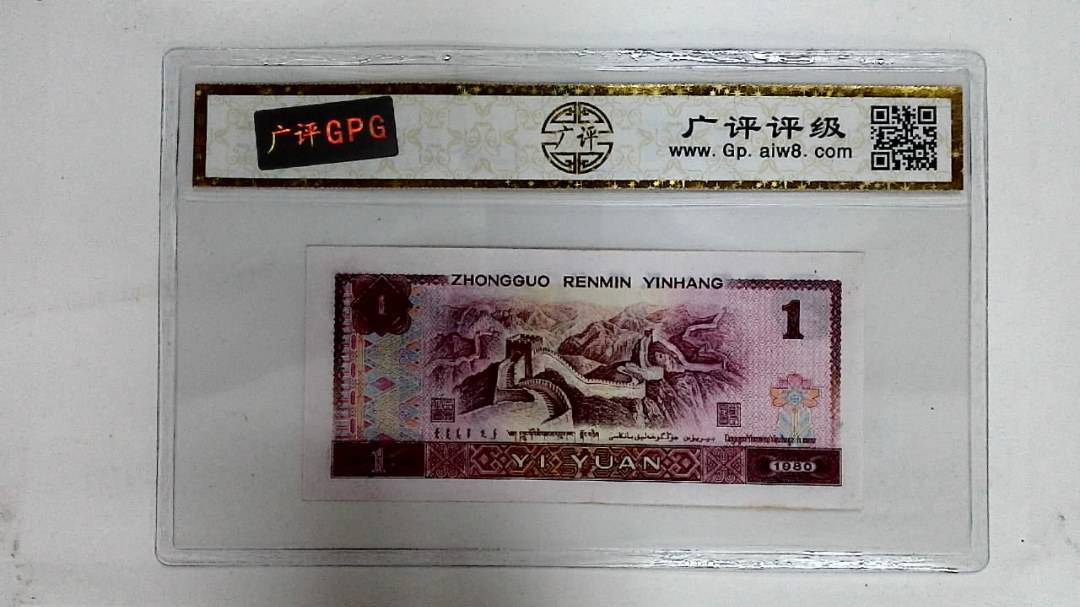 广评GPG
广评
广评评级
www. Gp. aiw8. com
ZHONGGUO RENMIN YINHANG
1
1
1
YI YUAN
1980